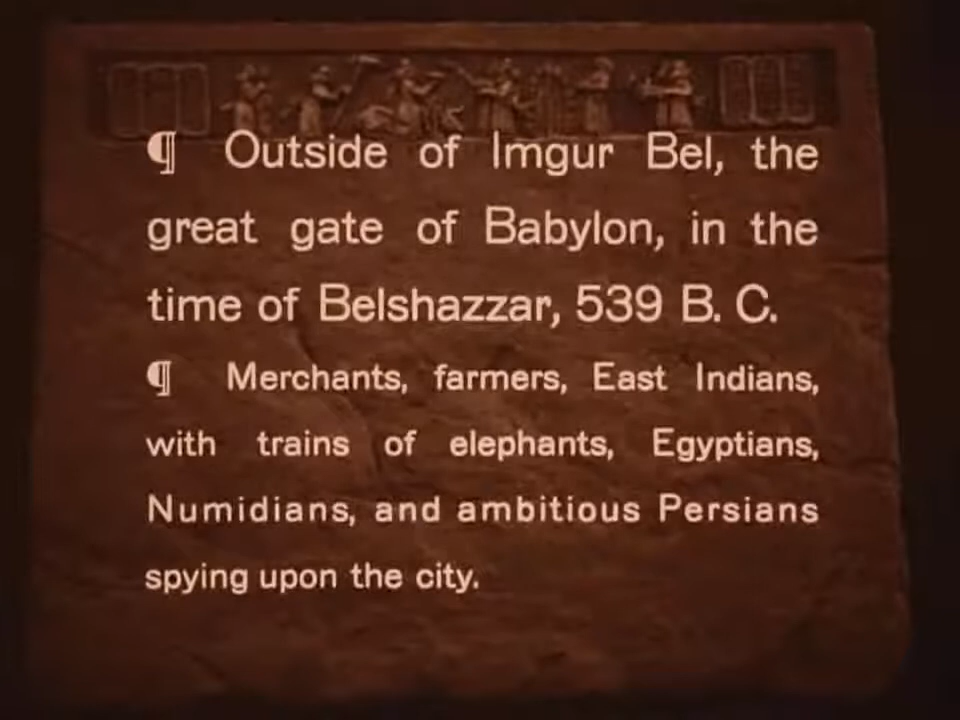 ¶ Outside of Imgur Bel, the
great gate of Babylon, in the
time of Belshazzar, 539 B. C.
¶ Merchants, farmers, East Indians,
with trains of elephants, Egyptians,
Numidians, and ambitious Persians
spying upon the city.